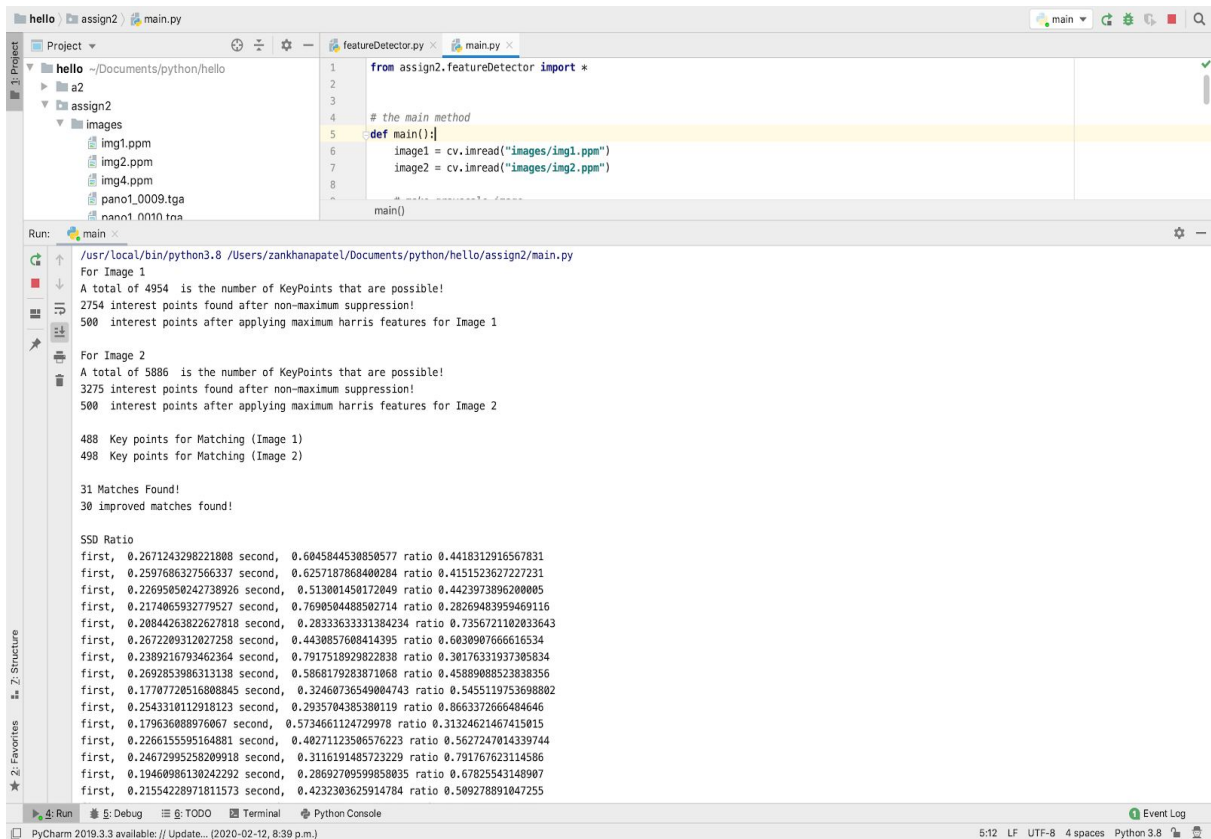 hello assign2 main.py
main
1: Project
Project
featureDetector.py
main.py
hello ~/Documents/python/hello
a2
assign2
images
img1.ppm
img2.ppm
img4.ppm
pano1_0009.tga
pano1_0010.tga
1 from assign2.featureDetector import *
2
3
4 # the main method
5 def main():
6 image1 = cv.imread("images/img1.ppm")
7 image2 = cv.imread("images/img2.ppm")
8
main()
Run: main
/usr/local/bin/python3.8 /Users/zankhanapatel/Documents/python/hello/assign2/main.py
For Image 1
A total of 4954 is the number of KeyPoints that are possible!
2754 interest points found after non-maximum suppression!
500 interest points after applying maximum harris features for Image 1
For Image 2
A total of 5886 is the number of KeyPoints that are possible!
3275 interest points found after non-maximum suppression!
500 interest points after applying maximum harris features for Image 2
488 Key points for Matching (Image 1)
498 Key points for Matching (Image 2)
31 Matches Found!
30 improved matches found!
SSD Ratio
first, 0.2671243298221808 second, 0.6045844530850577 ratio 0.4418312916567831
first, 0.2597686327566337 second, 0.6257187868400284 ratio 0.4151523627227231
first, 0.22695050242738926 second, 0.513001450172049 ratio 0.4423973896200005
first, 0.2174065932779527 second, 0.7690504488502714 ratio 0.28269483959469116
first, 0.20844263822627818 second, 0.28333633331384234 ratio 0.7356721102033643
first, 0.2672209312027258 second, 0.4430857608414395 ratio 0.6030907666616534
first, 0.2389216793462364 second, 0.7917518929822838 ratio 0.30176331937305834
first, 0.2692853986313138 second, 0.5868179283871068 ratio 0.45889088523838356
first, 0.17707720516808845 second, 0.32460736549004743 ratio 0.5455119753698802
first, 0.2543310112918123 second, 0.2935704385380119 ratio 0.8663372666484646
first, 0.179636088976067 second, 0.5734661124729978 ratio 0.31324621467415015
first, 0.2266155595164881 second, 0.40271123506576223 ratio 0.5627247014339744
first, 0.24672995258209918 second, 0.3116191485723229 ratio 0.791767623114586
first, 0.19460986130242292 second, 0.28692709599858035 ratio 0.67825543148907
first, 0.21554228971811573 second, 0.4232303625914784 ratio 0.509278891047255
7: Structure
2: Favorites
4: Run 5: Debug 6: TODO Terminal Python Console
1 Event Log
PyCharm 2019.3.3 available: // Update... (2020-02-12, 8:39 p.m.)
5:12 LF UTF-8 4 spaces Python 3.8